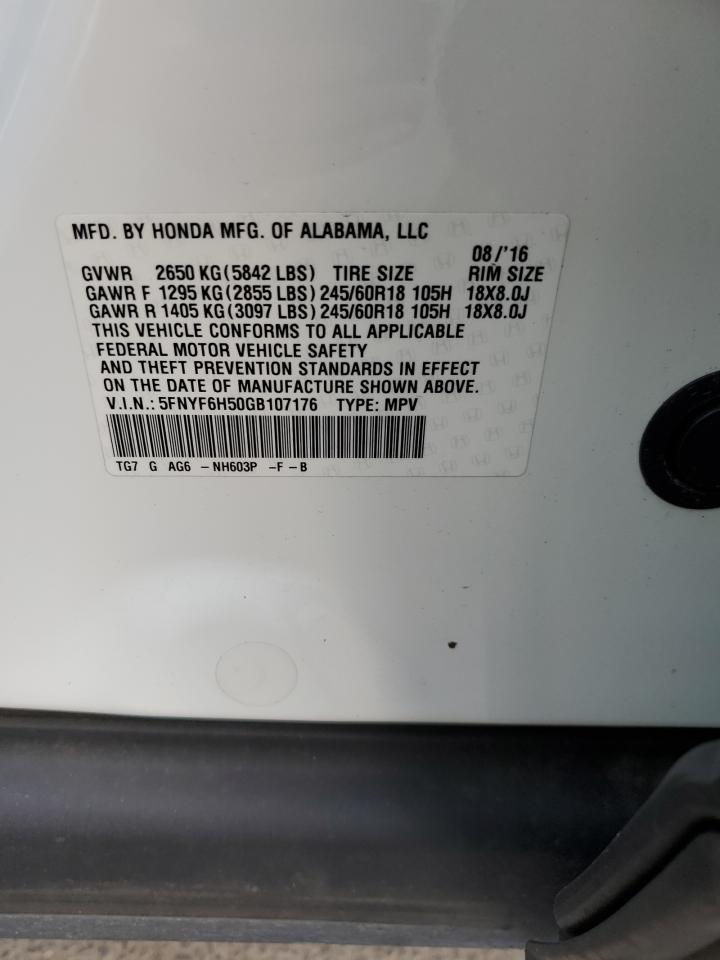 MFD. BY HONDA MFG. OF ALABAMA, LLC
08/'16
GVWR 2650 KG(5842 LBS) TIRE SIZE RIM SIZE
GAWR F 1295 KG(2855 LBS) 245/60R18 105H 18X8.0J
GAWR R 1405 KG(3097 LBS) 245/60R18 105H 18X8.0J
THIS VEHICLE CONFORMS TO ALL APPLICABLE
FEDERAL MOTOR VEHICLE SAFETY
AND THEFT PREVENTION STANDARDS IN EFFECT
ON THE DATE OF MANUFACTURE SHOWN ABOVE.
V.I.N.: 5FNYF6H50GB107176 TYPE: MPV
TG7 G AG6 -NH603P -F-B